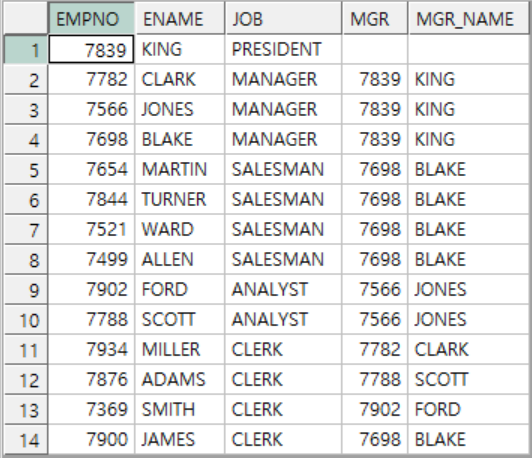 EMPNO ENAME JOB MGR MGR_NAME
1 7839 KING PRESIDENT
2 7782 CLARK MANAGER 7839 KING
3 7566 JONES MANAGER 7839 KING
4 7698 BLAKE MANAGER 7839 KING
5 7654 MARTIN SALESMAN 7698 BLAKE
6 7844 TURNER SALESMAN 7698 BLAKE
7 7521 WARD SALESMAN 7698 BLAKE
8 7499 ALLEN SALESMAN 7698 BLAKE
9 7902 FORD ANALYST 7566 JONES
10 7788 SCOTT ANALYST 7566 JONES
11 7934 MILLER CLERK 7782 CLARK
12 7876 ADAMS CLERK 7788 SCOTT
13 7369 SMITH CLERK 7902 FORD
14 7900 JAMES CLERK 7698 BLAKE